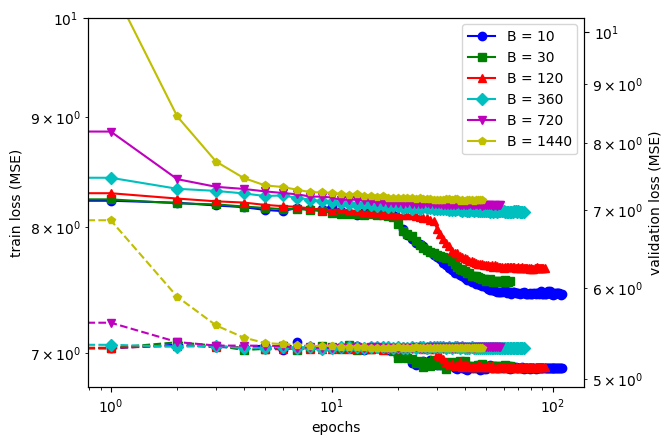 10¹
9 × 10⁰
8 × 10⁰
7 × 10⁰
train loss (MSE)
10⁰
10¹
10²
epochs
10¹
9 × 10⁰
8 × 10⁰
7 × 10⁰
6 × 10⁰
5 × 10⁰
validation loss (MSE)
B = 10
B = 30
B = 120
B = 360
B = 720
B = 1440